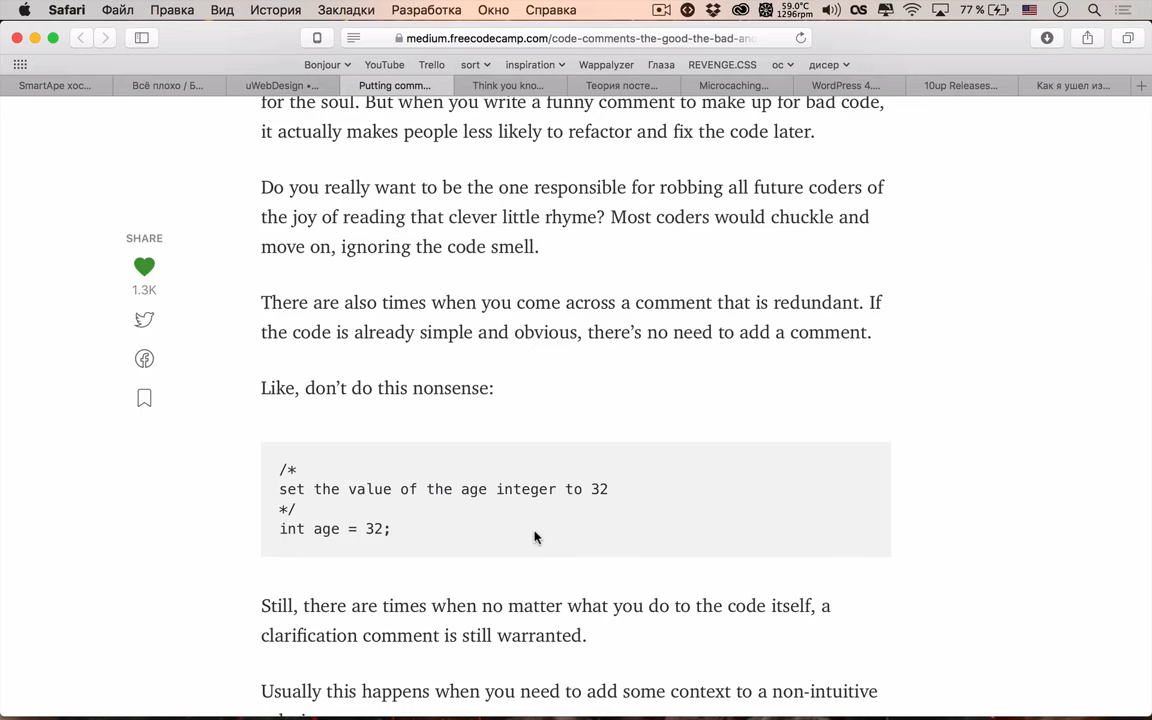 Safari Файл Правка Вид История Закладки Разработка Окно Справка 59.0°C 1296rpm 77 %
medium.freecodecamp.com/code-comments-the-good-the-bad-and
Bonjour YouTube Trello sort inspiration Wappalyzer Глаза REVENGE.CSS ос дисер
SmartApe хос... Всё плохо / Б... uWebDesign •... Putting comm... Think you kno... Теория посте... Microcaching... WordPress 4.... 10up Releases... Как я ушел из...
for the soul. But when you write a funny comment to make up for bad code,
it actually makes people less likely to refactor and fix the code later.
Do you really want to be the one responsible for robbing all future coders of
the joy of reading that clever little rhyme? Most coders would chuckle and
move on, ignoring the code smell.
SHARE
1.3K
There are also times when you come across a comment that is redundant. If
the code is already simple and obvious, there’s no need to add a comment.
Like, don’t do this nonsense:
/*
set the value of the age integer to 32
*/
int age = 32;
Still, there are times when no matter what you do to the code itself, a
clarification comment is still warranted.
Usually this happens when you need to add some context to a non-intuitive